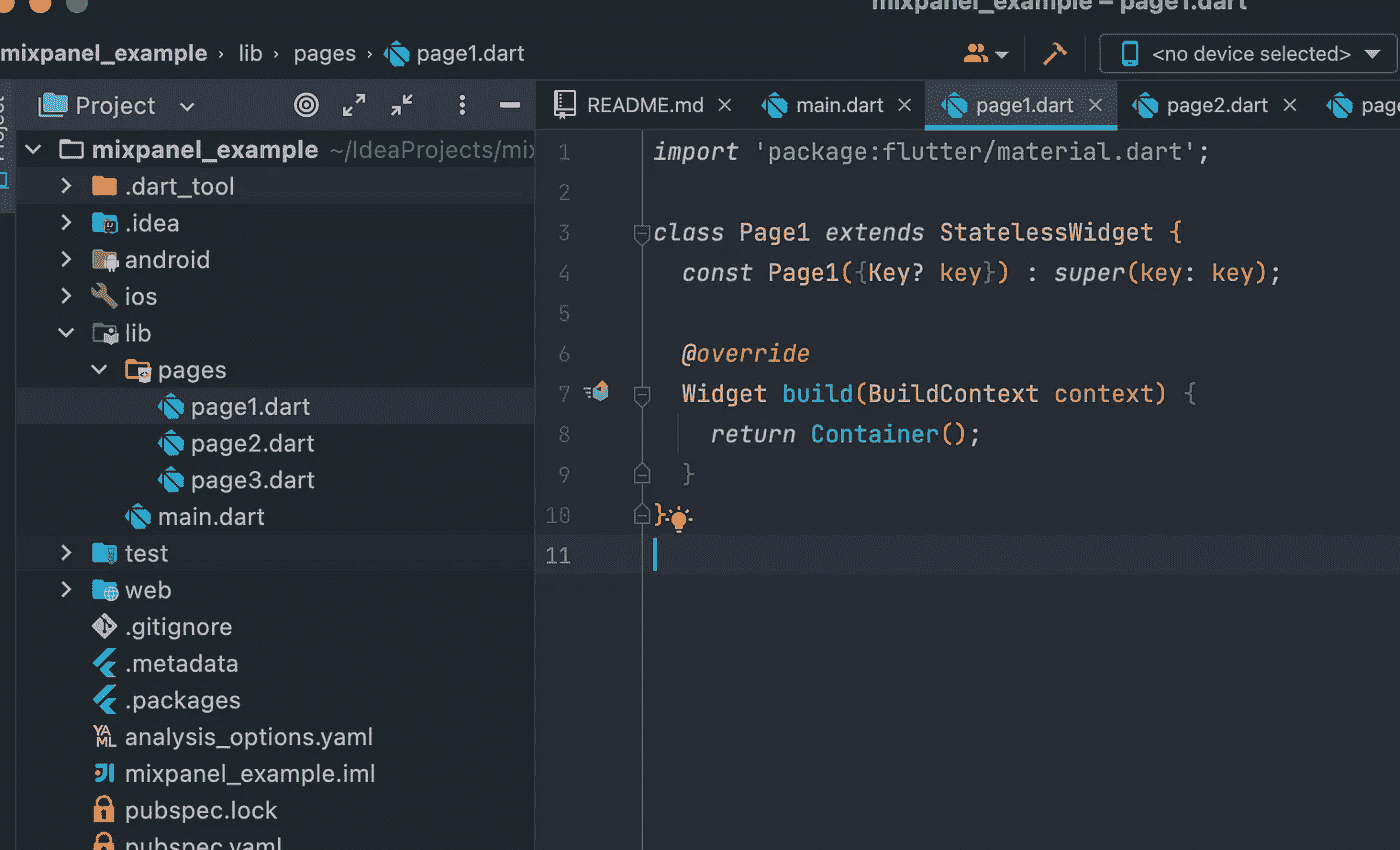 mixpanel_example – page1.dart
mixpanel_example › lib › pages › page1.dart
<no device selected>
Project
README.md
main.dart
page1.dart
page2.dart
mixpanel_example ~/IdeaProjects/mix
.dart_tool
.idea
android
ios
lib
pages
page1.dart
page2.dart
page3.dart
main.dart
test
web
.gitignore
.metadata
.packages
analysis_options.yaml
mixpanel_example.iml
pubspec.lock
pubspec.yaml
1 import 'package:flutter/material.dart';
2
3 class Page1 extends StatelessWidget {
4 const Page1({Key? key}) : super(key: key);
5
6 @override
7 Widget build(BuildContext context) {
8 return Container();
9 }
10 }
11